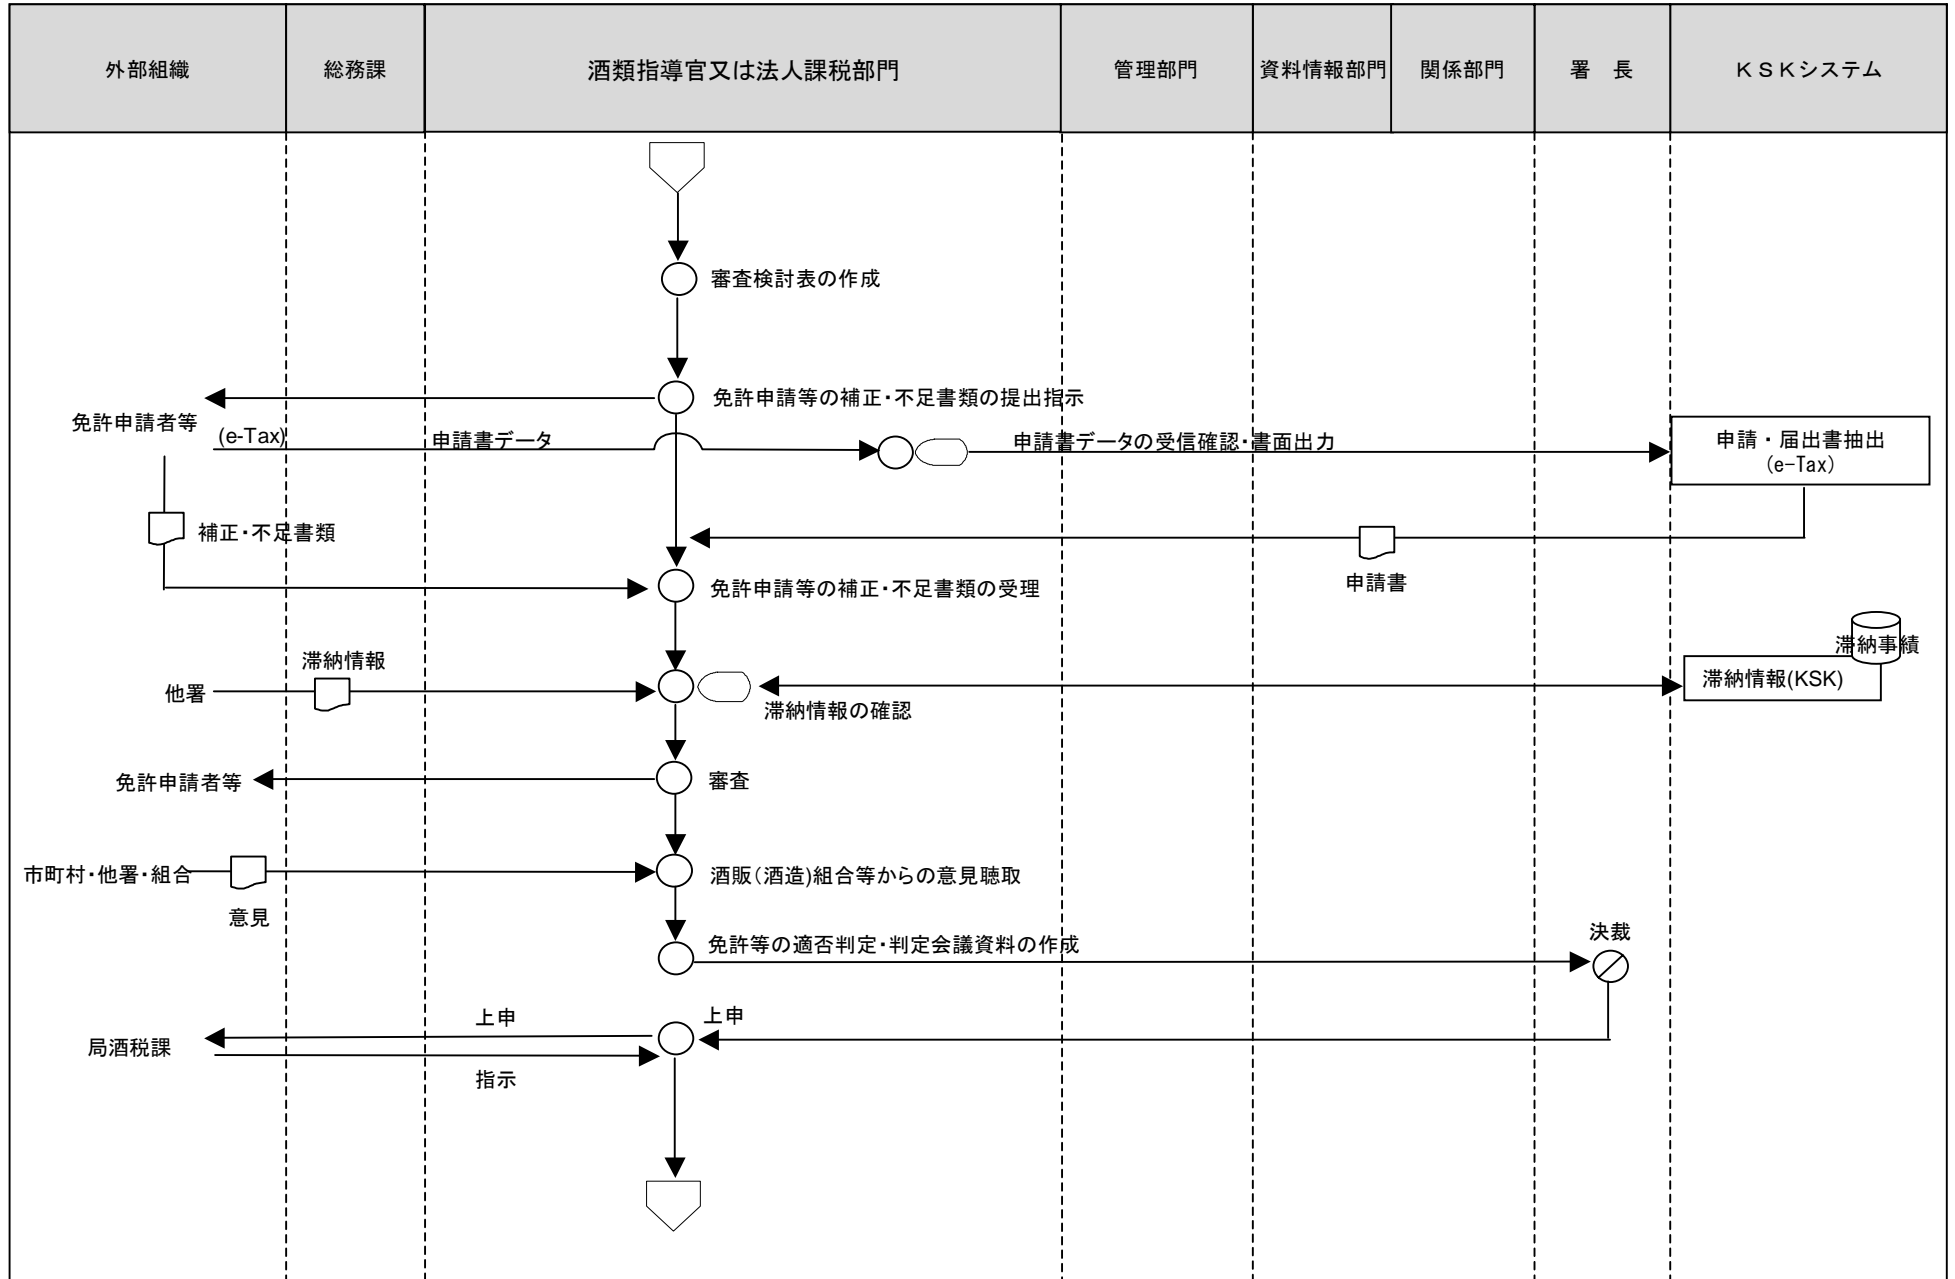 外部組織
総務課
酒類指導官又は法人課税部門
管理部門
資料情報部門
関係部門
署　長
ＫＳＫシステム
審査検討表の作成
免許申請等の補正・不足書類の提出指示
免許申請者等
(e-Tax)
申請書データ
申請書データの受信確認・書面出力
申請・届出書抽出
(e-Tax)
補正・不足書類
申請書
免許申請等の補正・不足書類の受理
滞納事績
滞納情報
他署
滞納情報(KSK)
滞納情報の確認
免許申請者等
審査
市町村・他署・組合
酒販(酒造)組合等からの意見聴取
意見
免許等の適否判定・判定会議資料の作成
決裁
上申
上申
局酒税課
指示